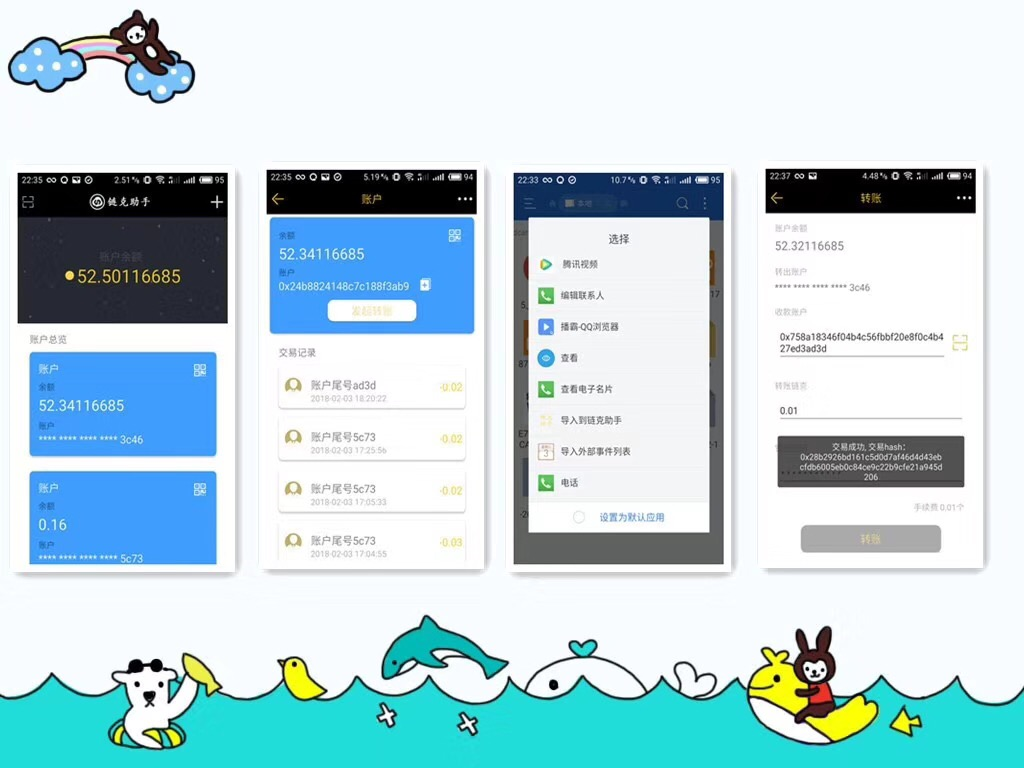 22:35
2.51%
95
链克助手
账户余额
52.50116685
账户总览
账户
余额
52.34116685
账户
**** **** **** **** 3c46
账户
余额
0.16
账户
**** **** **** **** 5c73
22:35
5.19%
94
账户
余额
52.34116685
账户
0x24b8824148c7c188f3ab9
发起转账
交易记录
账户尾号ad3d
-0.02
2018-02-03 18:20:22
账户尾号5c73
-0.02
2018-02-03 17:25:56
账户尾号5c73
-0.02
2018-02-03 17:05:33
账户尾号5c73
-0.03
2018-02-03 17:04:55
22:33
10.7%
95
本地
选择
腾讯视频
编辑联系人
播霸-QQ浏览器
查看
查看电子名片
导入到链克助手
导入外部事件列表
电话
设置为默认应用
22:37
4.48%
94
转账
账户余额
52.32116685
转出账户
**** **** **** **** 3c46
收款账户
0x758a18346f04b4c56fbbf20e8f0c4b4
27ed3ad3d
转账链克
0.01
交易成功, 交易hash:
0x28b2926bd161c5d0d7af46d4d43eb
cfdb6005eb0c84ce9c22b9cfe21a945d
206
手续费 0.01个
转账